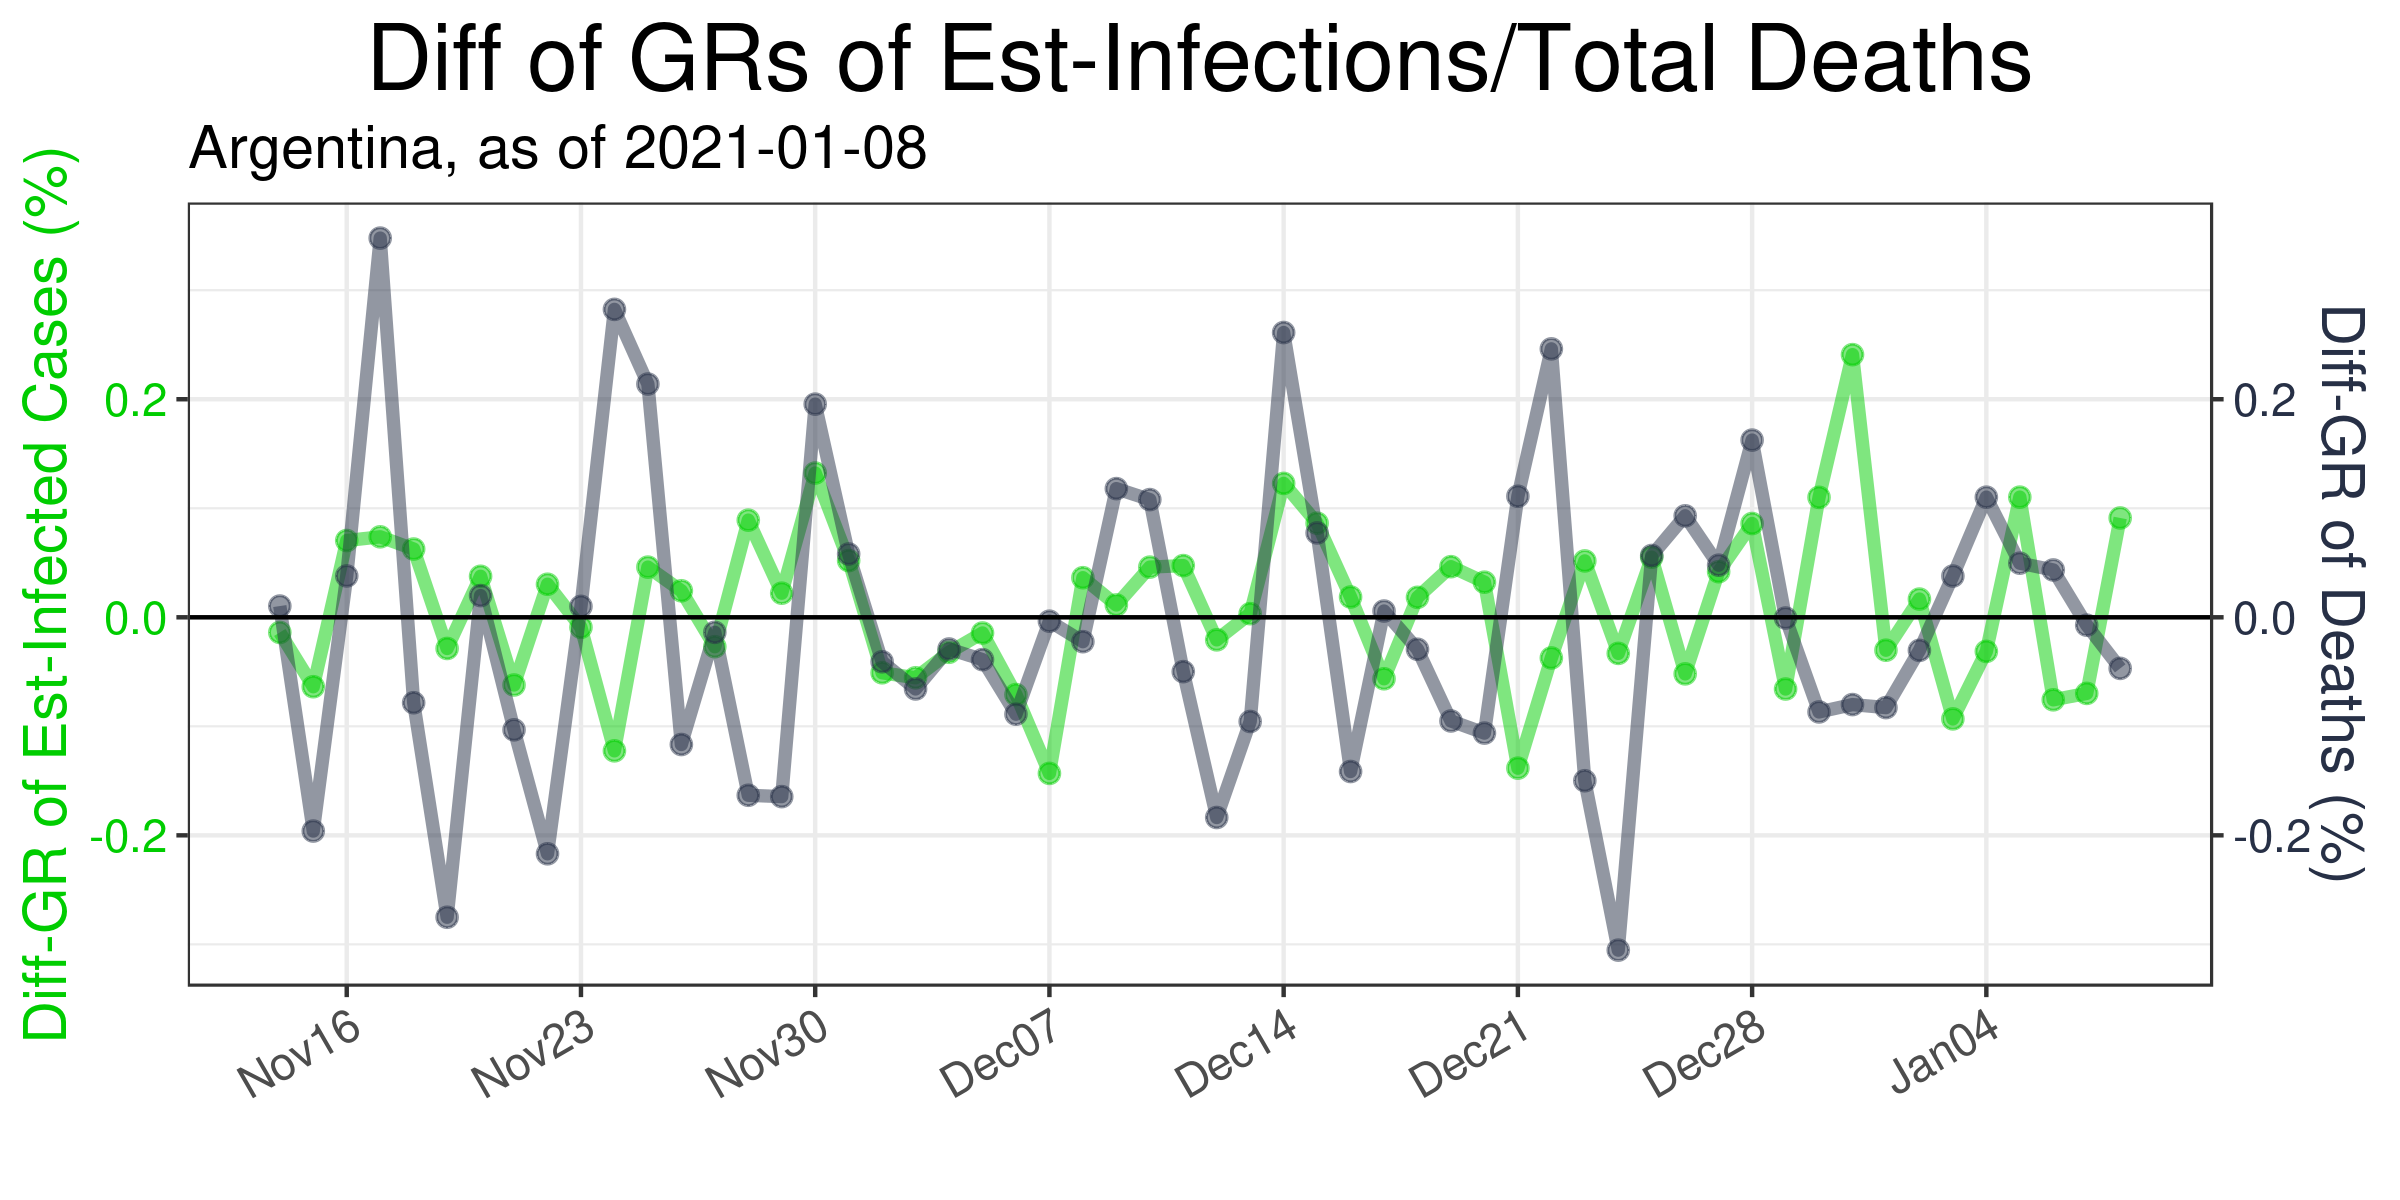 Diff of GRs of Est-Infections/Total Deaths
Argentina, as of 2021-01-08
Diff-GR of Est-Infected Cases (%)
0.2
0.0
-0.2
0.2
0.0
-0.2
Diff-GR of Deaths (%)
Nov16
Nov23
Nov30
Dec07
Dec14
Dec21
Dec28
Jan04